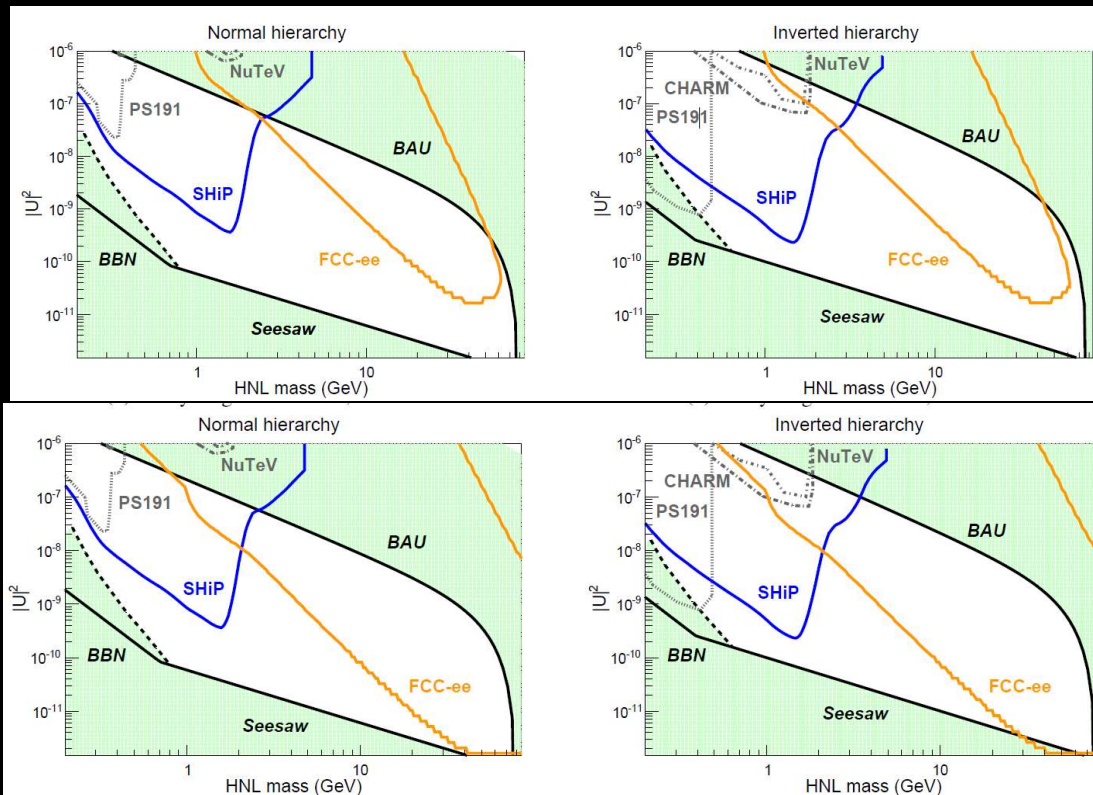 Normal hierarchy
10^-6
10^-7
10^-8
10^-9
10^-10
10^-11
|U|^2
NuTeV
PS191
BAU
SHiP
BBN
FCC-ee
Seesaw
1
10
HNL mass (GeV)
Inverted hierarchy
10^-6
10^-7
10^-8
10^-9
10^-10
10^-11
|U|^2
NuTeV
CHARM
PS191
BAU
SHiP
BBN
FCC-ee
Seesaw
1
10
HNL mass (GeV)
Normal hierarchy
10^-6
10^-7
10^-8
10^-9
10^-10
10^-11
|U|^2
NuTeV
PS191
BAU
SHiP
BBN
FCC-ee
Seesaw
1
10
HNL mass (GeV)
Inverted hierarchy
10^-6
10^-7
10^-8
10^-9
10^-10
10^-11
|U|^2
NuTeV
CHARM
PS191
BAU
SHiP
BBN
FCC-ee
Seesaw
1
10
HNL mass (GeV)